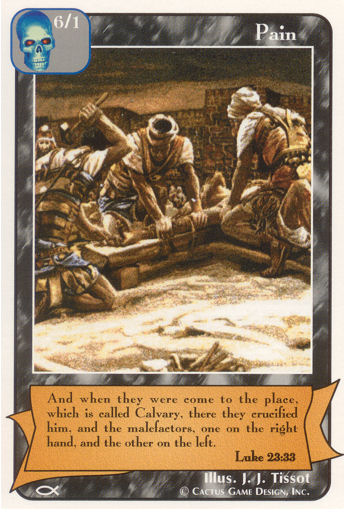 6/1
Pain
And when they were come to the place,
which is called Calvary, there they crucified
him, and the malefactors, one on the right
hand, and the other on the left.
Luke 23:33
Illus. J. J. Tissot
© Cactus Game Design, Inc.